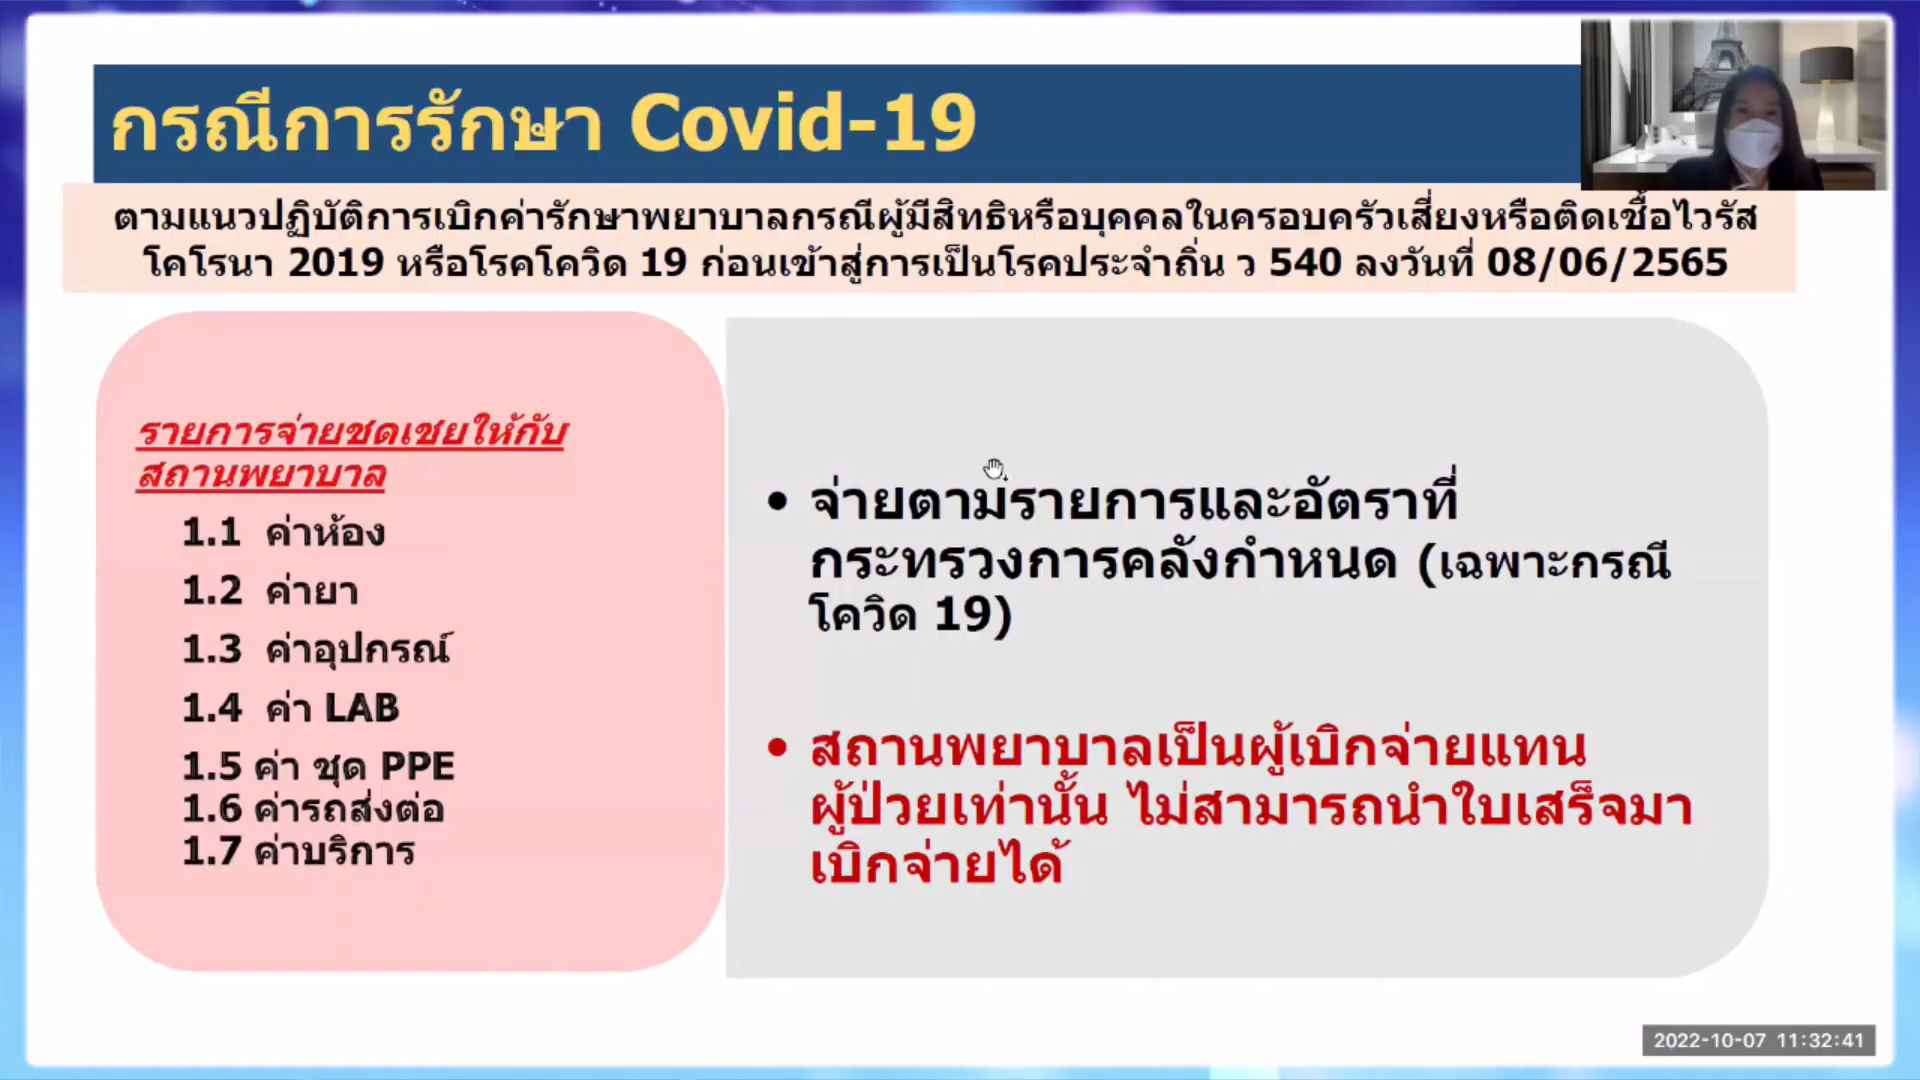 กรณีการรักษา Covid-19
ตามแนวปฏิบัติการเบิกค่ารักษาพยาบาลกรณีผู้มีสิทธิหรือบุคคลในครอบครัวเสี่ยงหรือติดเชื้อไวรัส
โคโรนา 2019 หรือโรคโควิด 19 ก่อนเข้าสู่การเป็นโรคประจำถิ่น ว 540 ลงวันที่ 08/06/2565
รายการจ่ายชดเชยให้กับ
สถานพยาบาล
1.1 ค่าห้อง
1.2 ค่ายา
1.3 ค่าอุปกรณ์
1.4 ค่า LAB
1.5 ค่า ชุด PPE
1.6 ค่ารถส่งต่อ
1.7 ค่าบริการ
• จ่ายตามรายการและอัตราที่
กระทรวงการคลังกำหนด (เฉพาะกรณี
โควิด 19)
• สถานพยาบาลเป็นผู้เบิกจ่ายแทน
ผู้ป่วยเท่านั้น ไม่สามารถนำใบเสร็จมา
เบิกจ่ายได้
2022-10-07 11:32:41